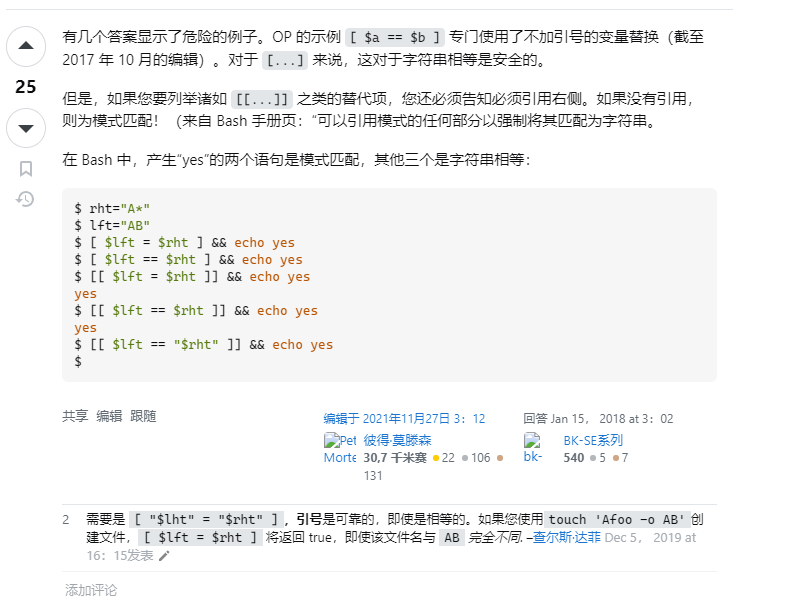 有几个答案显示了危险的例子。OP 的示例 [ $a == $b ] 专门使用了不加引号的变量替换（截至
2017 年 10 月的编辑）。对于 [...] 来说，这对于字符串相等是安全的。
25
但是，如果您要列举诸如 [[...]] 之类的替代项，您还必须告知必须引用右侧。如果没有引用，
则为模式匹配！（来自 Bash 手册页：“可以引用模式的任何部分以强制将其匹配为字符串。
在 Bash 中，产生“yes”的两个语句是模式匹配，其他三个是字符串相等：
$ rht="A*"
$ lft="AB"
$ [ $lft = $rht ] && echo yes
$ [ $lft == $rht ] && echo yes
$ [[ $lft = $rht ]] && echo yes
yes
$ [[ $lft == $rht ]] && echo yes
yes
$ [[ $lft == "$rht" ]] && echo yes
$
共享 编辑 跟随
编辑于 2021年11月27日 3：12
回答 Jan 15， 2018 at 3：02
Pet
Morte
彼得·莫滕森
30,7 千米赛 22 106
131
bk-
BK-SE系列
540 5 7
2 需要是 [ "$lht" = "$rht" ]，引号是可靠的，即使是相等的。如果您使用 touch 'Afoo -o AB' 创
建文件，[ $lft = $rht ] 将返回 true，即使该文件名与 AB 完全不同. –查尔斯·达菲 Dec 5， 2019 at
16：15发表
添加评论